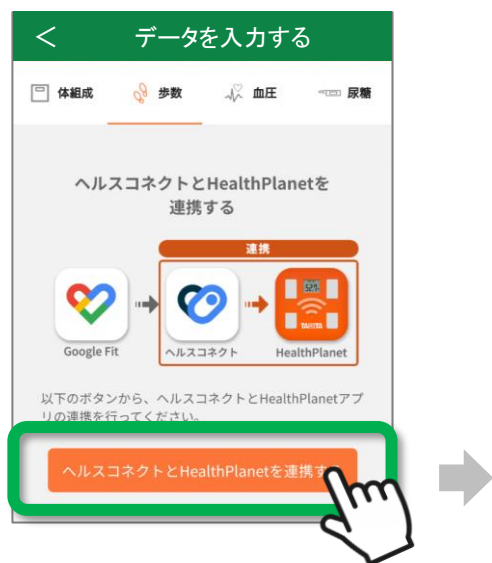 ＜ データを入力する
体組成 歩数 血圧 尿糖
ヘルスコネクトとHealthPlanetを
連携する
連携
TANITA
Google Fit ヘルスコネクト HealthPlanet
以下のボタンから、ヘルスコネクトとHealthPlanetアプ
リの連携を行ってください。
ヘルスコネクトとHealthPlanetを連携する